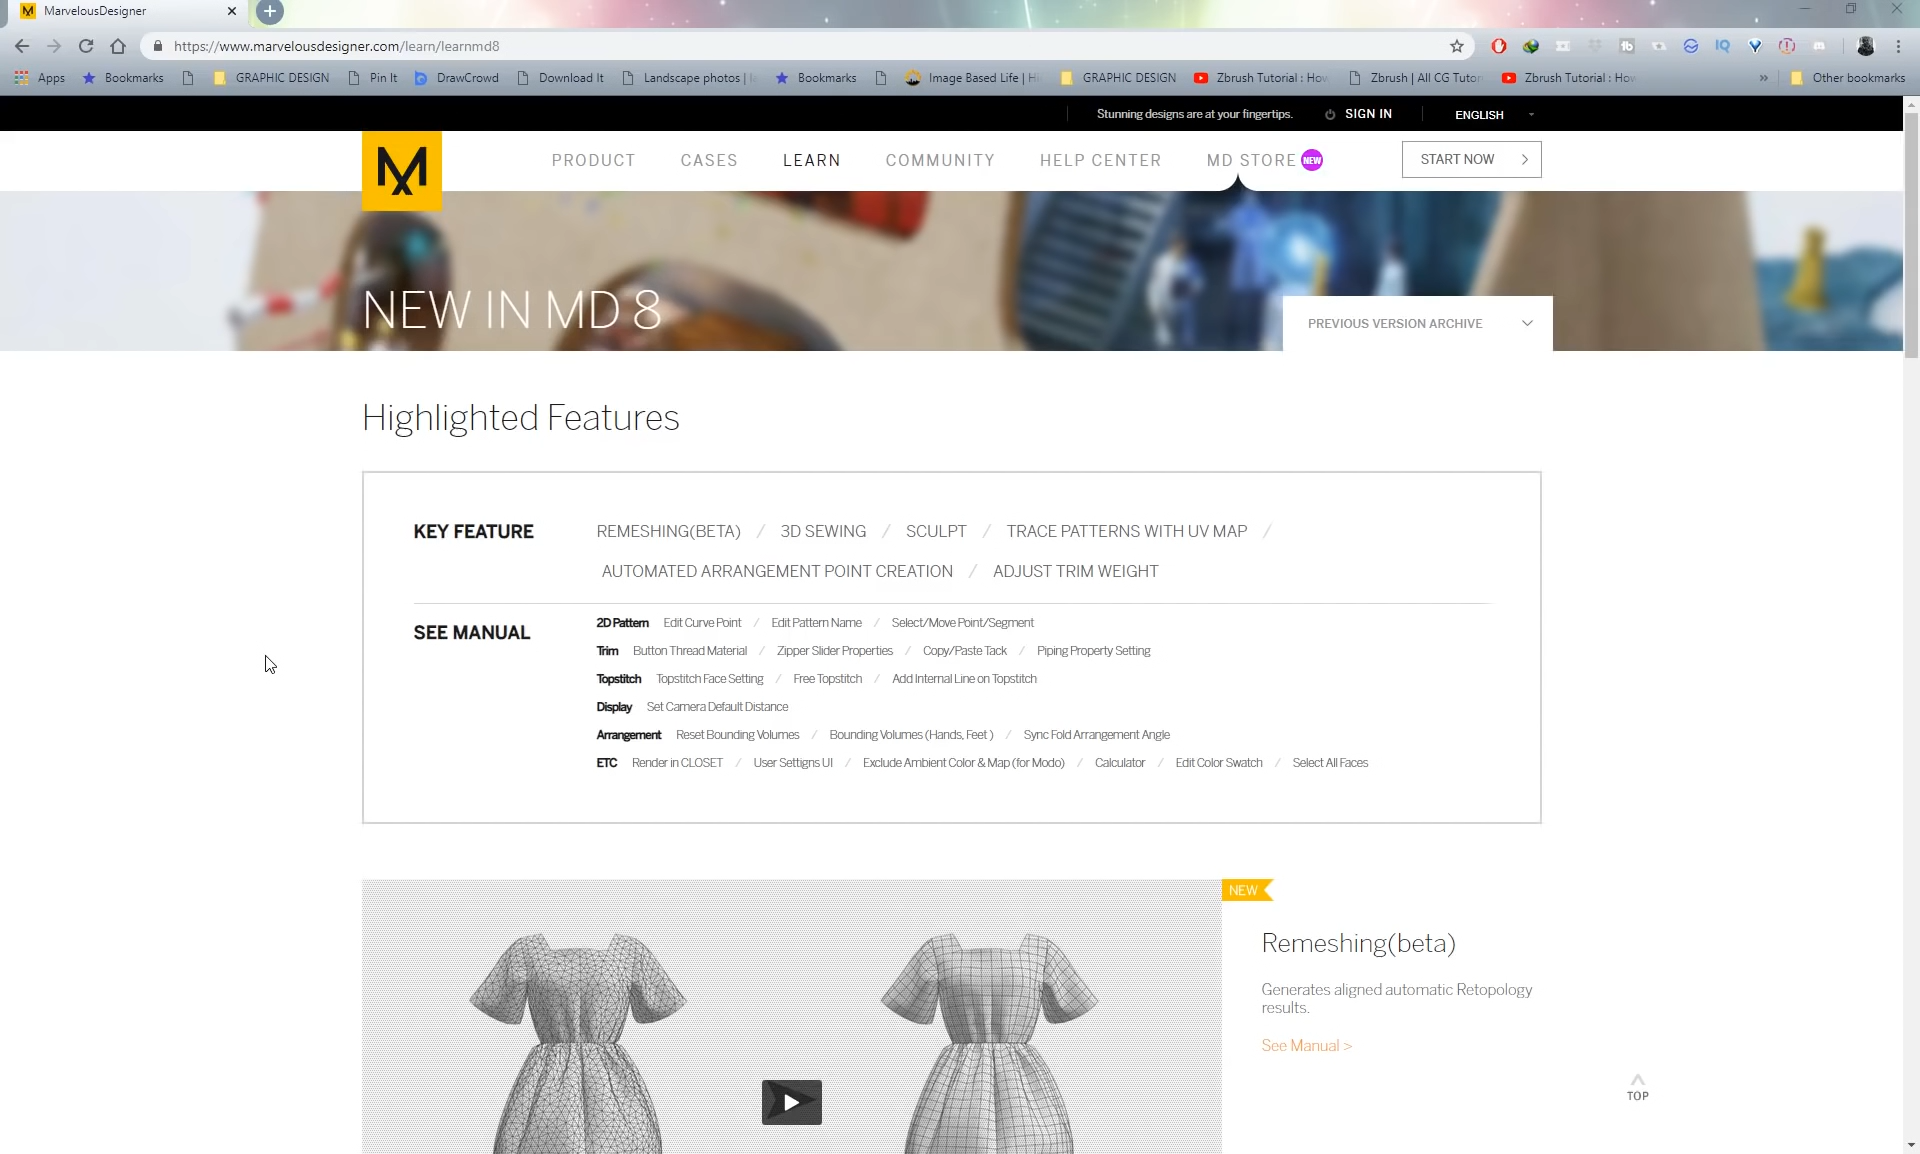 MarvelousDesigner
https://www.marvelousdesigner.com/learn/learnmd8
Apps Bookmarks GRAPHIC DESIGN Pin It DrawCrowd Download It Landscape photos | Bookmarks Image Based Life | GRAPHIC DESIGN Zbrush Tutorial : How Zbrush | All CG Tutor Zbrush Tutorial : How » Other bookmarks
Stunning designs are at your fingertips. SIGN IN ENGLISH
PRODUCT CASES LEARN COMMUNITY HELP CENTER MD STORE NEW START NOW
NEW IN MD 8
PREVIOUS VERSION ARCHIVE
Highlighted Features
KEY FEATURE REMESHING(BETA) / 3D SEWING / SCULPT / TRACE PATTERNS WITH UV MAP /
AUTOMATED ARRANGEMENT POINT CREATION / ADJUST TRIM WEIGHT
SEE MANUAL
2D Pattern Edit Curve Point / Edit Pattern Name / Select/Move Point/Segment
Trim Button Thread Material / Zipper Slider Properties / Copy/Paste Tack / Piping Property Setting
Topstitch Topstitch Face Setting / Free Topstitch / Add Internal Line on Topstitch
Display Set Camera Default Distance
Arrangement Reset Bounding Volumes / Bounding Volumes (Hands, Feet ) / Sync Fold Arrangement Angle
ETC Render in CLOSET / User Settigns UI / Exclude Ambient Color & Map (for Modo) / Calculator / Edit Color Swatch / Select All Faces
NEW
Remeshing(beta)
Generates aligned automatic Retopology
results.
See Manual >
TOP